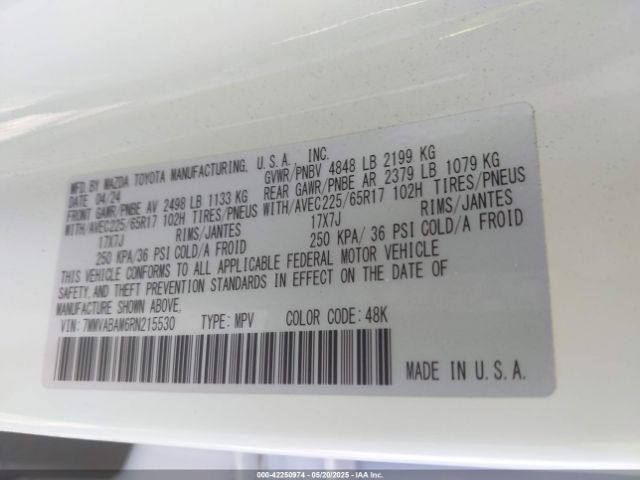 MFD. BY MAZDA TOYOTA MANUFACTURING, U.S.A., INC.
DATE 04/24 GVWR/PNBV 4848 LB 2199 KG
FRONT GAWR/PNBE AV 2498 LB 1133 KG REAR GAWR/PNBE AR 2379 LB 1079 KG
WITH/AVEC225/65R17 102H TIRES/PNEUS WITH/AVEC225/65R17 102H TIRES/PNEUS
17X7J RIMS/JANTES 17X7J RIMS/JANTES
250 KPA/36 PSI COLD/A FROID 250 KPA/ 36 PSI COLD/A FROID
THIS VEHICLE CONFORMS TO ALL APPLICABLE FEDERAL MOTOR VEHICLE
SAFETY, AND THEFT PREVENTION STANDARDS IN EFFECT ON THE DATE OF
MANUFACTURE SHOWN ABOVE.
VIN: 7MMVABAM6RN215530 TYPE: MPV COLOR CODE: 48K
MADE IN U.S.A.
000-42250974 - 05/20/2025 - IAAI.COM